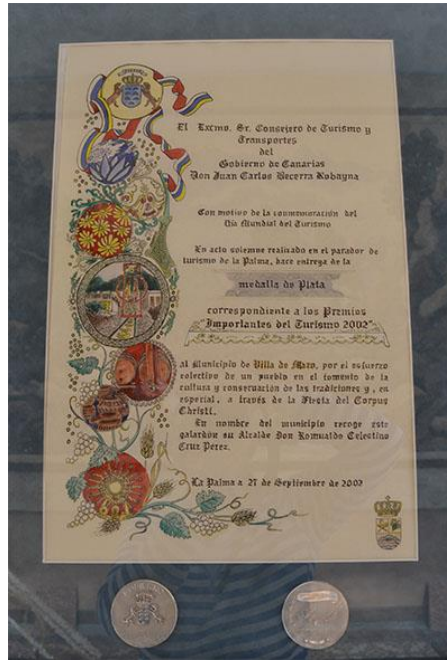 El Excmo. Sr. Consejero de Turismo y
Transportes
del
Gobierno de Canarias
Don Juan Carlos Becerra Robayna
Con motivo de la conmemoración del
Día Mundial del Turismo
En acto solemne realizado en el parador de
turismo de la Palma, hace entrega de la
medalla de Plata
correspondiente a los Premios
"Importantes del Turismo 2002"
al Municipio de Villa de Mazo, por el esfuerzo
colectivo de un pueblo en el fomento de la
cultura y conservación de las tradiciones y, en
especial, a través de la Fiesta del Corpus
Christi.
En nombre del municipio recoge este
galardón su Alcalde Don Romualdo Celestino
Cruz Pérez.
La Palma a 27 de Septiembre de 2002